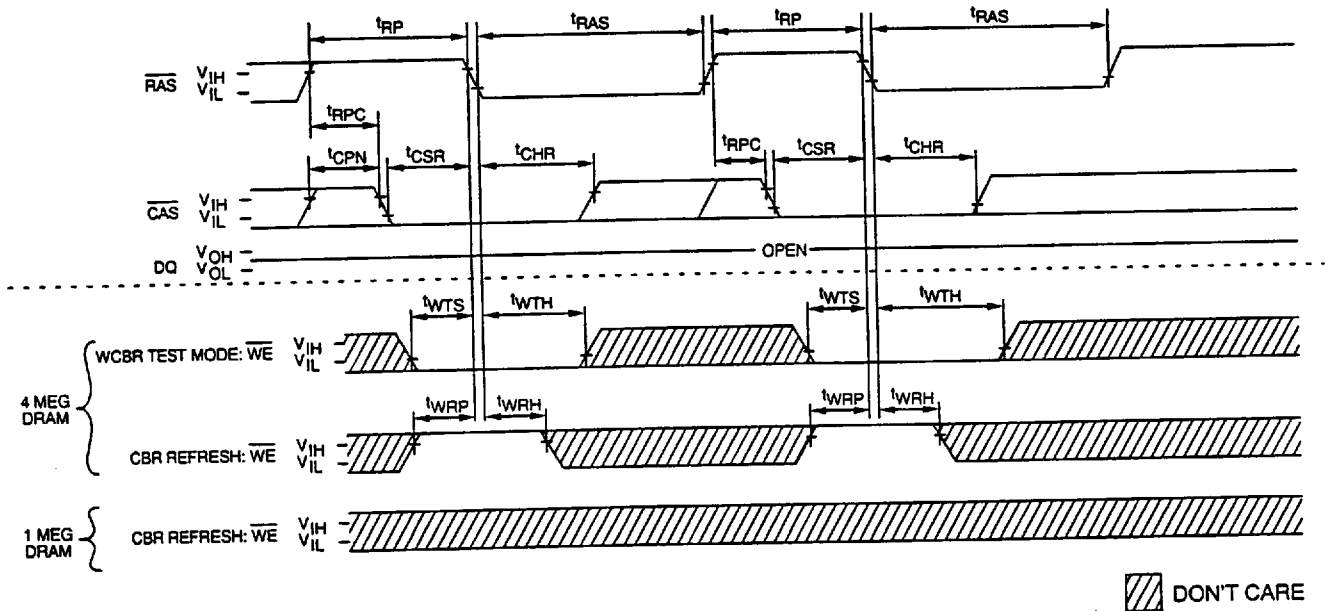 tRP tRAS tRP tRAS
RAS VIH VIL
tRPC
tCPN tCSR tCHR tRPC tCSR tCHR
CAS VIH VIL
DQ VOH VOL OPEN
tWTS tWTH tWTS tWTH
4 MEG DRAM
WCBR TEST MODE: WE VIH VIL
tWRP tWRH tWRP tWRH
CBR REFRESH: WE VIH VIL
1 MEG DRAM
CBR REFRESH: WE VIH VIL
DON'T CARE